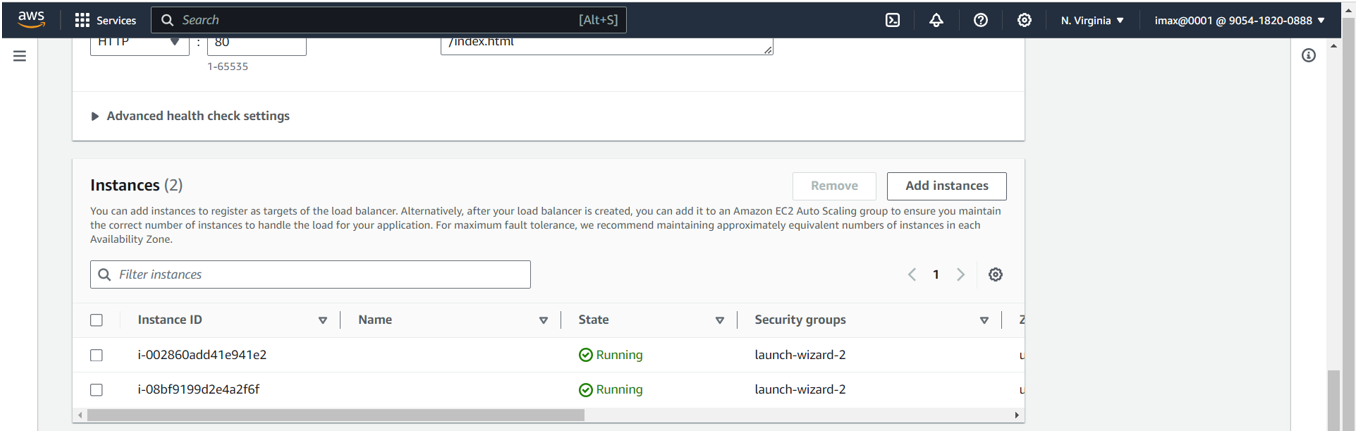 aws Services Search [Alt+S] N. Virginia imax@0001 @ 9054-1820-0888
HTTP : 80 /index.html
1-65535
Advanced health check settings
Instances (2) Remove Add instances
You can add instances to register as targets of the load balancer. Alternatively, after your load balancer is created, you can add it to an Amazon EC2 Auto Scaling group to ensure you maintain
the correct number of instances to handle the load for your application. For maximum fault tolerance, we recommend maintaining approximately equivalent numbers of instances in each
Availability Zone.
Filter instances 1
Instance ID Name State Security groups
i-002860add41e941e2 Running launch-wizard-2
i-08bf9199d2e4a2f6f Running launch-wizard-2